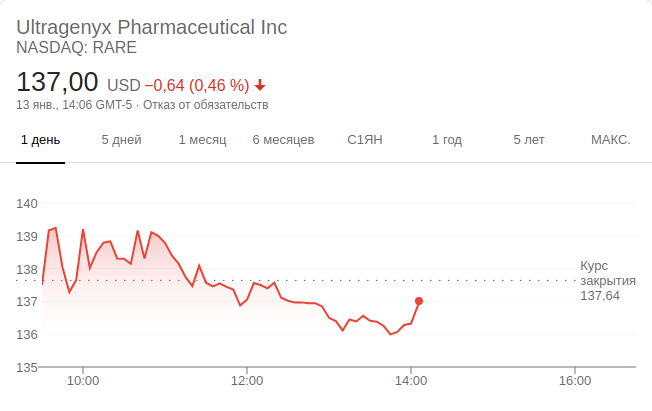 Ultragenyx Pharmaceutical Inc
NASDAQ: RARE
137,00 USD −0,64 (0,46 %)
13 янв., 14:06 GMT-5 · Отказ от обязательств
1 день 5 дней 1 месяц 6 месяцев С1ЯН 1 год 5 лет МАКС.
140
139
138
137
136
135
Курс
закрытия
137,64
10:00 12:00 14:00 16:00